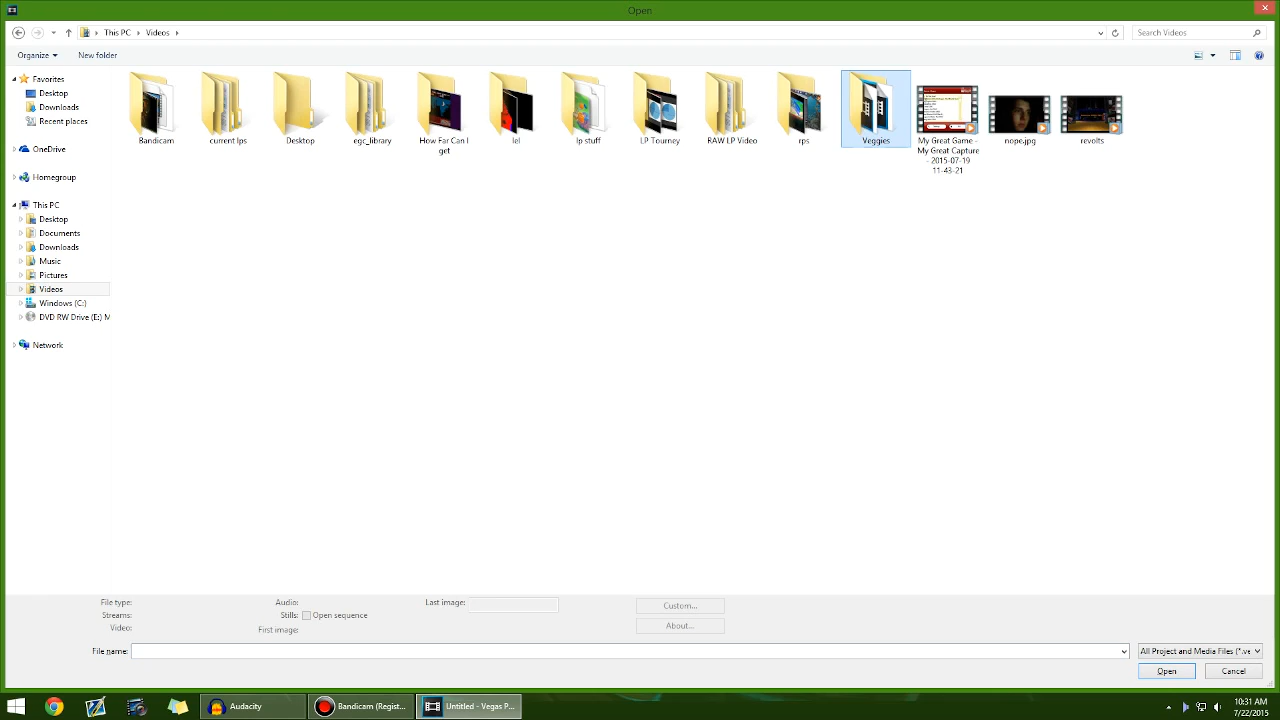 Open
This PC
Videos
Search Videos
Organize
New folder
Favorites
Desktop
Downloads
Recent places
OneDrive
Homegroup
This PC
Desktop
Documents
Downloads
Music
Pictures
Videos
Windows (C:)
DVD RW Drive (E:) M
Network
Bandicam
current lps
Desktop
egc_library
How Far Can I
get
lel
lp stuff
LP Tourney
RAW LP Video
rps
Veggies
My Great Game -
My Great Capture
- 2015-07-19
11-43-21
nope.jpg
revolts
File type:
Streams:
Video:
Audio:
Stills:
Open sequence
First image:
Last image:
Custom...
About...
File name:
All Project and Media Files (*.ve
Open
Cancel
Audacity
Bandicam (Regist...
Untitled - Vegas P...
10:31 AM
7/22/2015